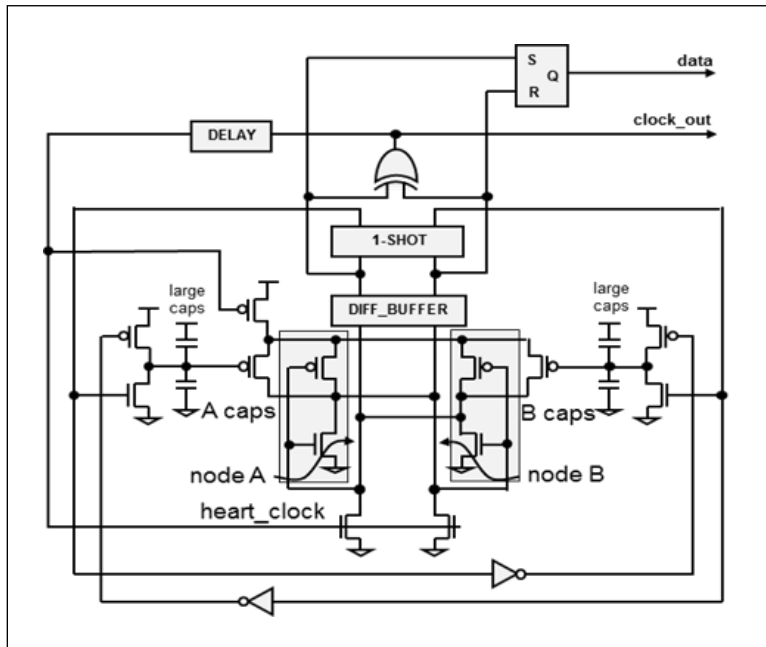 S
Q
R
data
clock_out
DELAY
1-SHOT
large
caps
DIFF_BUFFER
large
caps
A caps
B caps
node A
node B
heart_clock